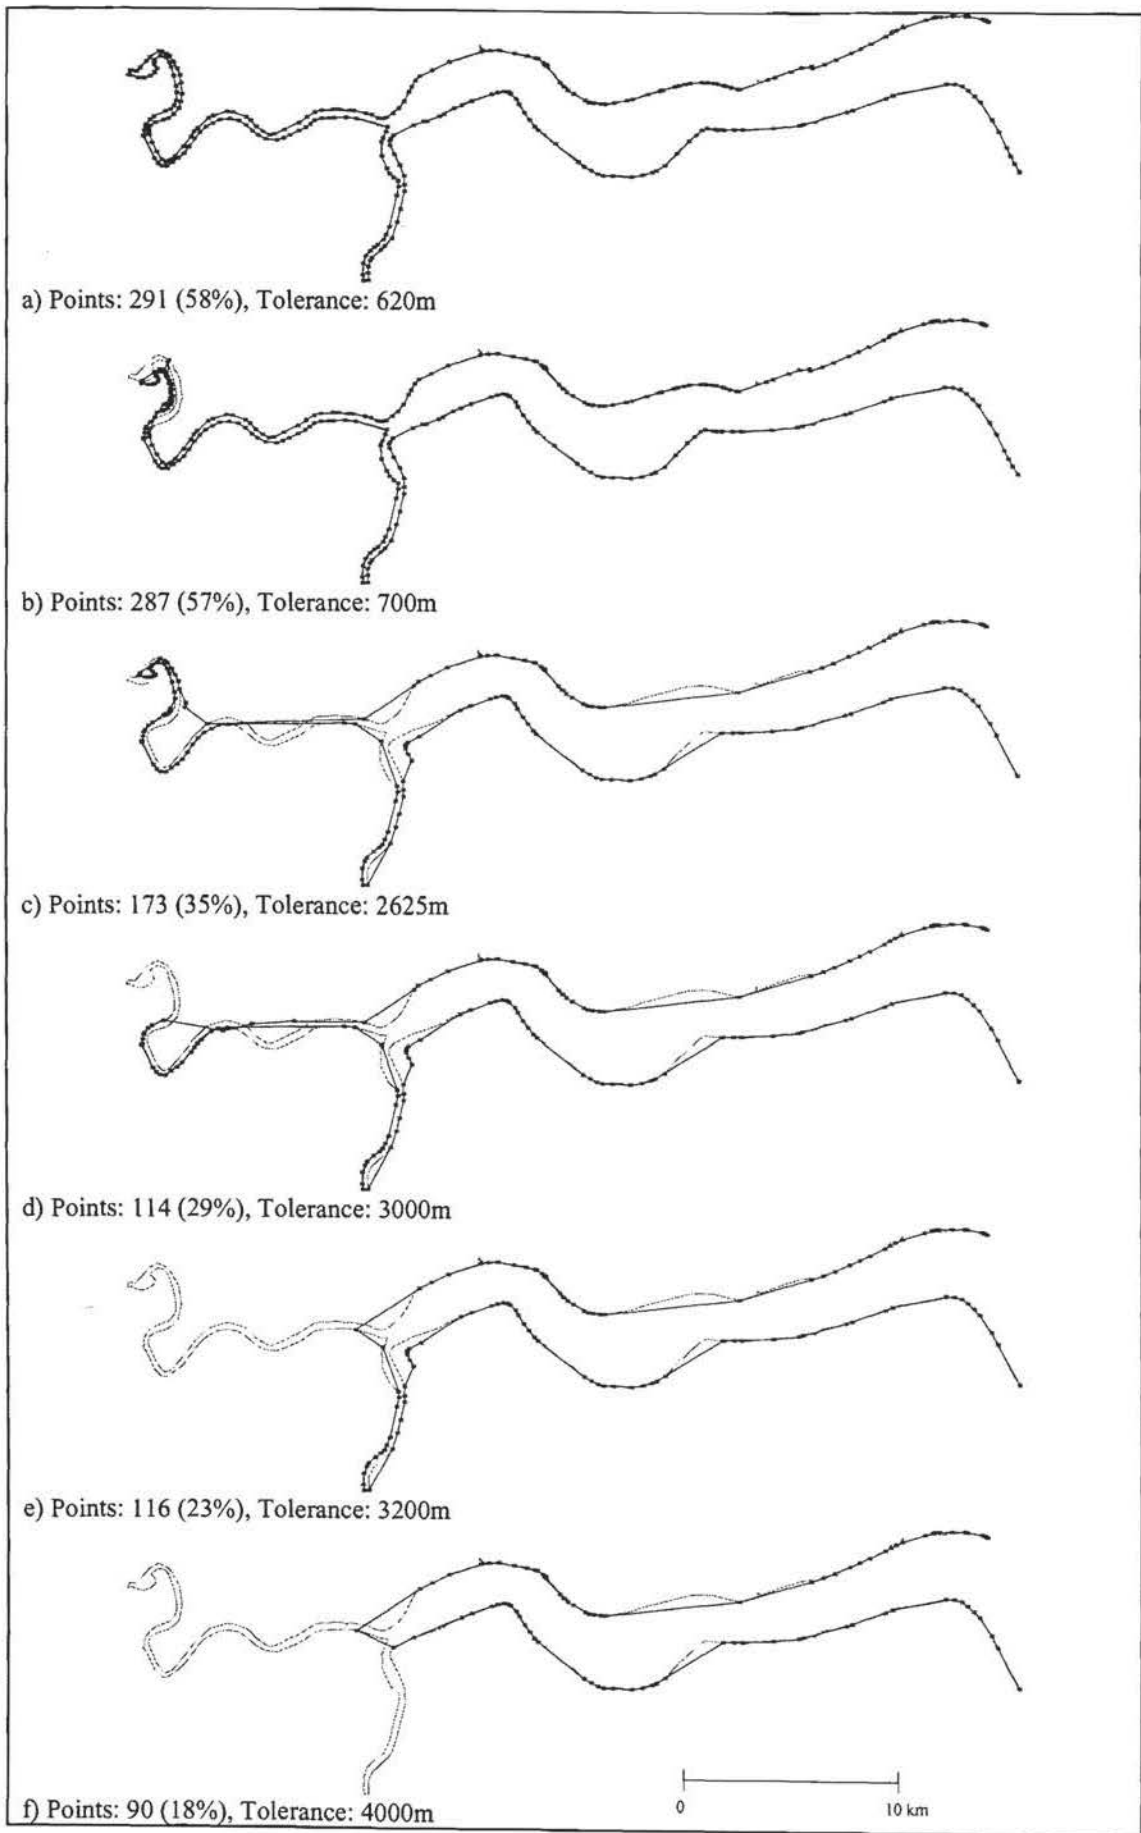 a) Points: 291 (58%), Tolerance: 620m
b) Points: 287 (57%), Tolerance: 700m
c) Points: 173 (35%), Tolerance: 2625m
d) Points: 114 (29%), Tolerance: 3000m
e) Points: 116 (23%), Tolerance: 3200m
0 10 km
f) Points: 90 (18%), Tolerance: 4000m